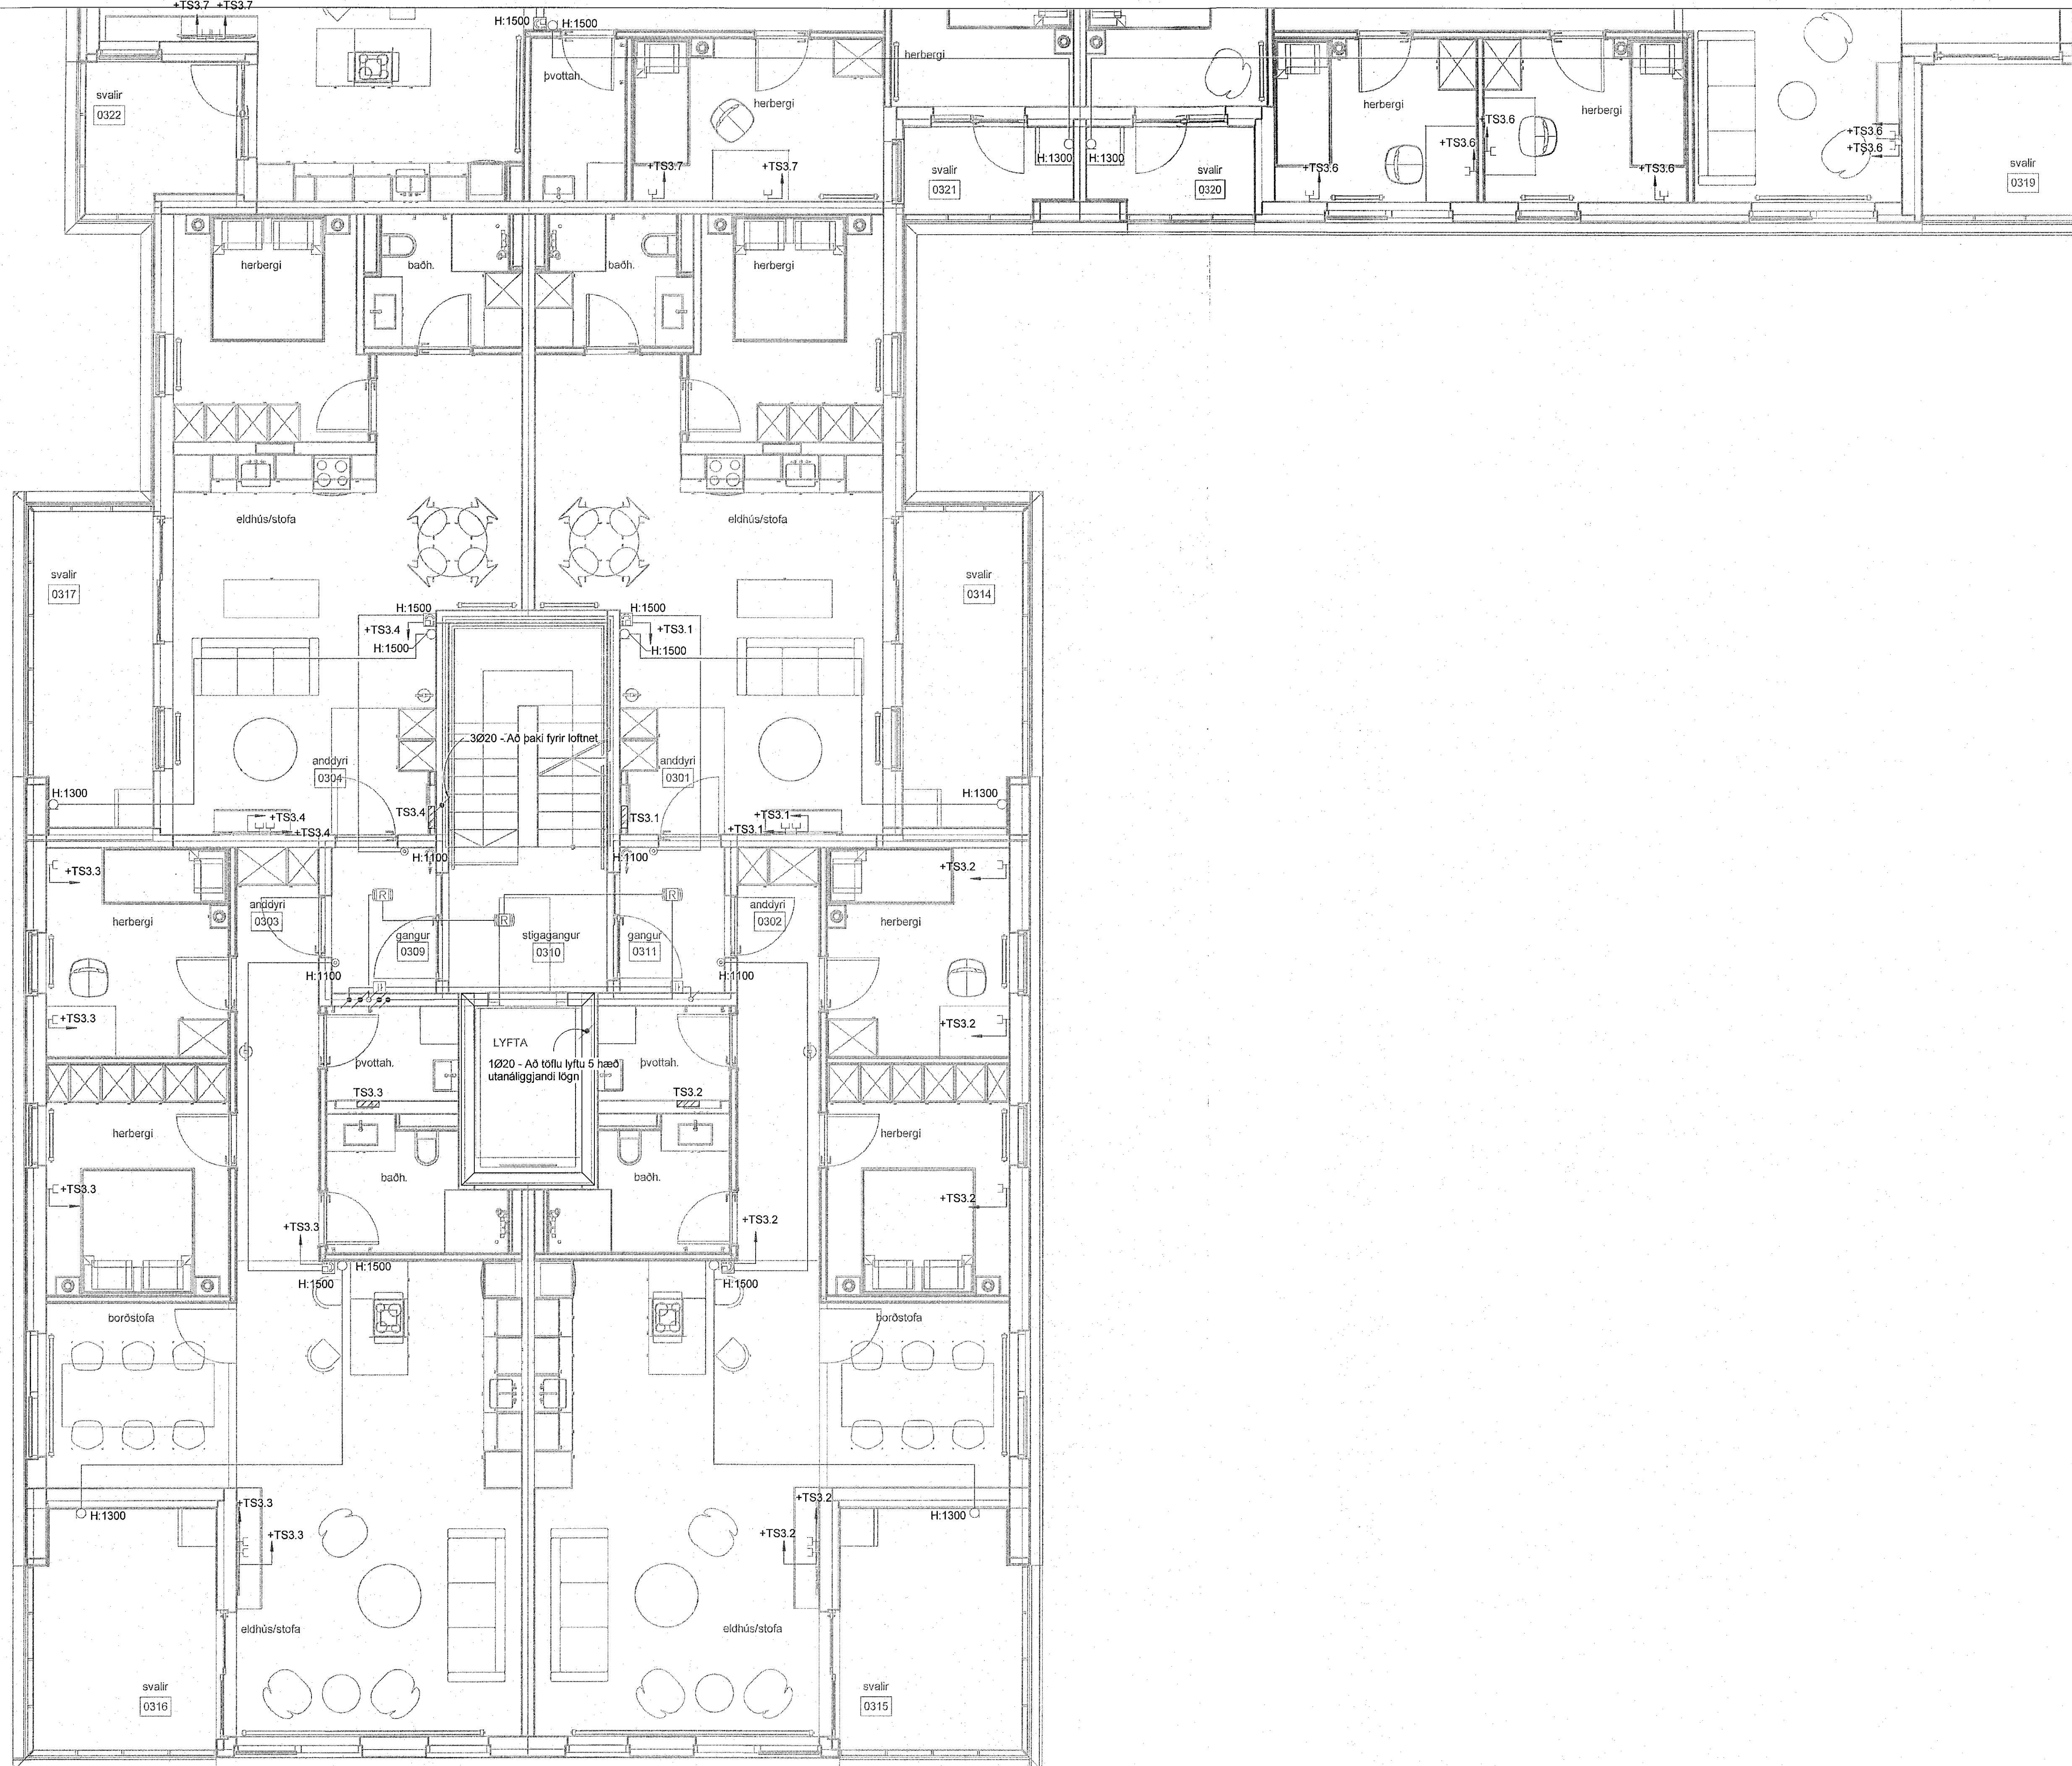 +TS3.7 +TS3.7
H:1500
H:1500
svalir
0322
þvottah.
herbergi
+TS3.7
+TS3.7
herbergi
H:1300
H:1300
svalir
0321
svalir
0320
herbergi
herbergi
+TS3.6
+TS3.6
+TS3.6
+TS3.6
+TS3.6
+TS3.6
svalir
0319
herbergi
baðh.
baðh.
herbergi
eldhús/stofa
eldhús/stofa
svalir
0317
svalir
0314
H:1500
+TS3.4
H:1500
H:1500
+TS3.1
H:1500
3Ø20 - Að þaki fyrir loftnet
anddyri
0304
anddyri
0301
H:1300
H:1300
+TS3.4
+TS3.4
TS3.4
TS3.1
+TS3.1
+TS3.1
H:1100
H:1100
+TS3.3
+TS3.2
herbergi
anddyri
0303
R
R
R
anddyri
0302
herbergi
gangur
0309
stigagangur
0310
gangur
0311
H:1100
H:1100
+TS3.3
+TS3.2
LYFTA
þvottah.
1Ø20 - Að töflu lyftu 5 hæð
utanáliggjandi lögn
þvottah.
TS3.3
TS3.2
herbergi
herbergi
baðh.
baðh.
+TS3.3
+TS3.2
+TS3.3
+TS3.2
H:1500
H:1500
H:1500
borðstofa
borðstofa
+TS3.3
+TS3.3
H:1300
+TS3.2
+TS3.2
H:1300
eldhús/stofa
eldhús/stofa
svalir
0316
svalir
0315